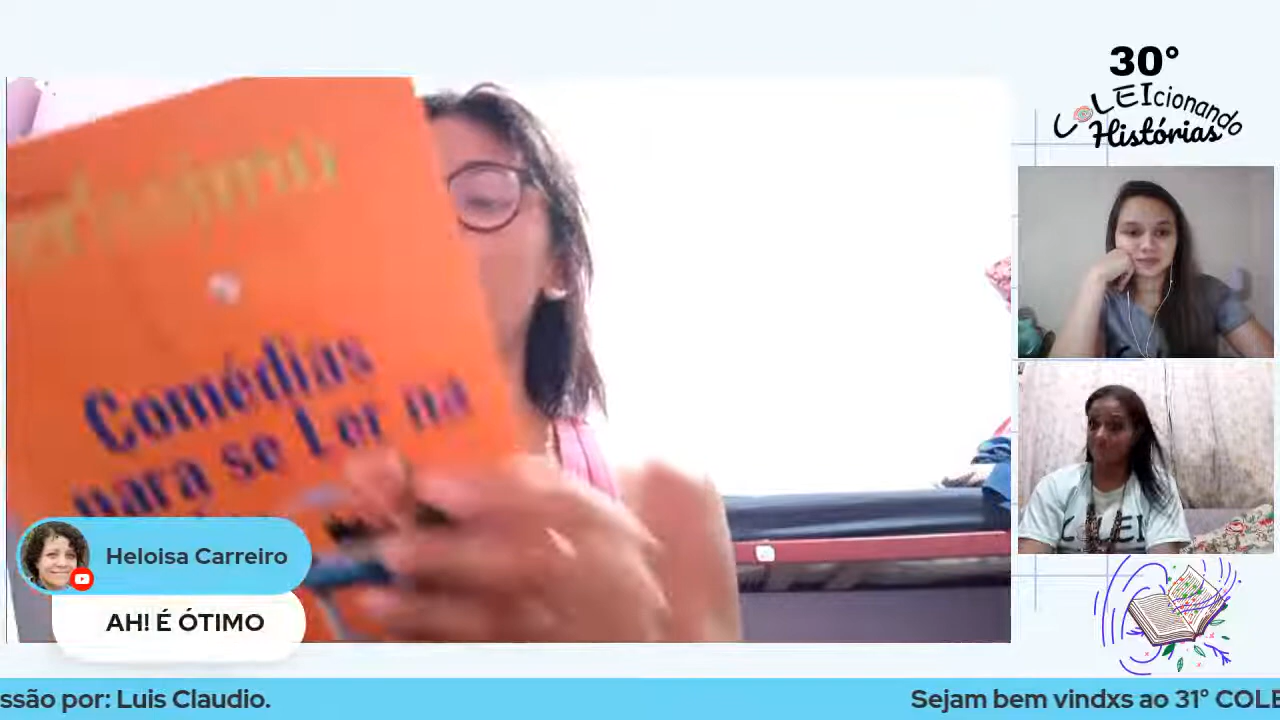 30°
COLEIcionando
Histórias
Comédias
para se Ler na
COLEI
Heloisa Carreiro
AH! É ÓTIMO
ssão por: Luis Claudio.
Sejam bem vindxs ao 31° COLE